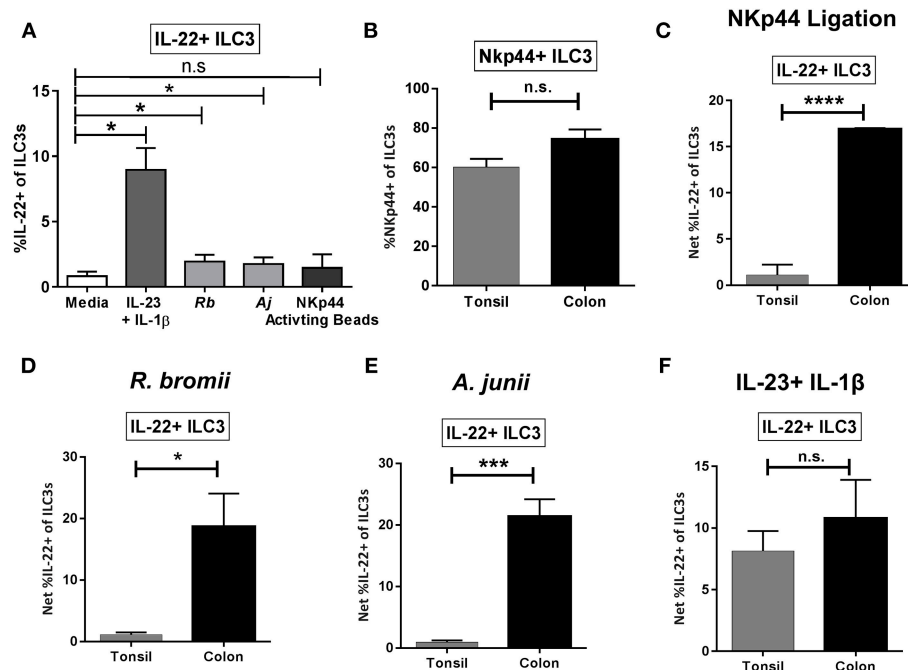 A
IL-22+ ILC3
n.s
*
*
*
%IL-22+ of ILC3s
15
10
5
0
Media
IL-23
+ IL-1β
Rb
Aj
NKp44
Activting Beads
B
Nkp44+ ILC3
n.s.
%NKp44+ of ILC3s
100
80
60
40
20
0
Tonsil
Colon
NKp44 Ligation
C
IL-22+ ILC3
****
Net %IL-22+ of ILC3s
20
15
10
5
0
Tonsil
Colon
D
R. bromii
IL-22+ ILC3
*
Net %IL-22+ of ILC3s
30
20
10
0
Tonsil
Colon
E
A. junii
IL-22+ ILC3
***
Net %IL-22+ of ILC3s
30
20
10
0
Tonsil
Colon
F
IL-23+ IL-1β
IL-22+ ILC3
n.s.
Net %IL-22+ of ILC3s
15
10
5
0
Tonsil
Colon